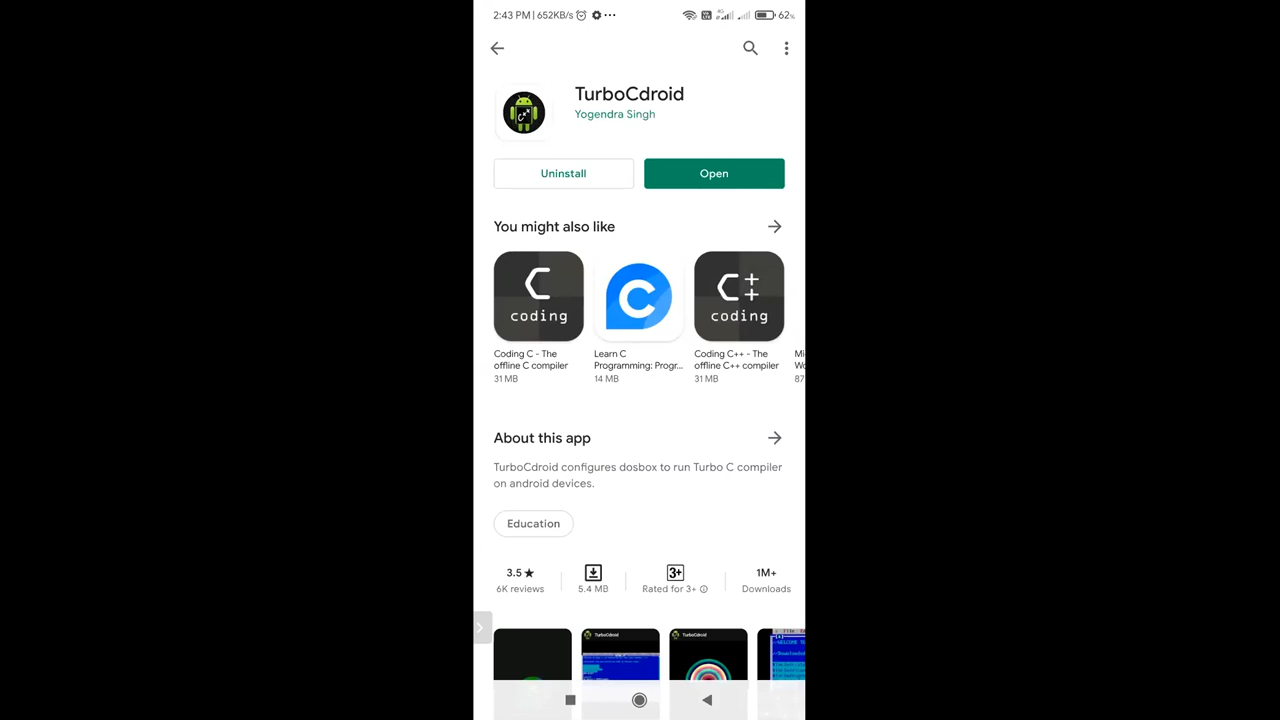 2:43 PM | 652KB/s
62%
TurboCdroid
Yogendra Singh
Uninstall
Open
You might also like
C
coding
C
C++
coding
Coding C - The
offline C compiler
31 MB
Learn C
Programming: Progr...
14 MB
Coding C++ - The
offline C++ compiler
31 MB
Mi
Wo
87
About this app
TurboCdroid configures dosbox to run Turbo C compiler
on android devices.
Education
3.5★
6K reviews
5.4 MB
3+
Rated for 3+
1M+
Downloads
TurboCdroid
TurboCdroid